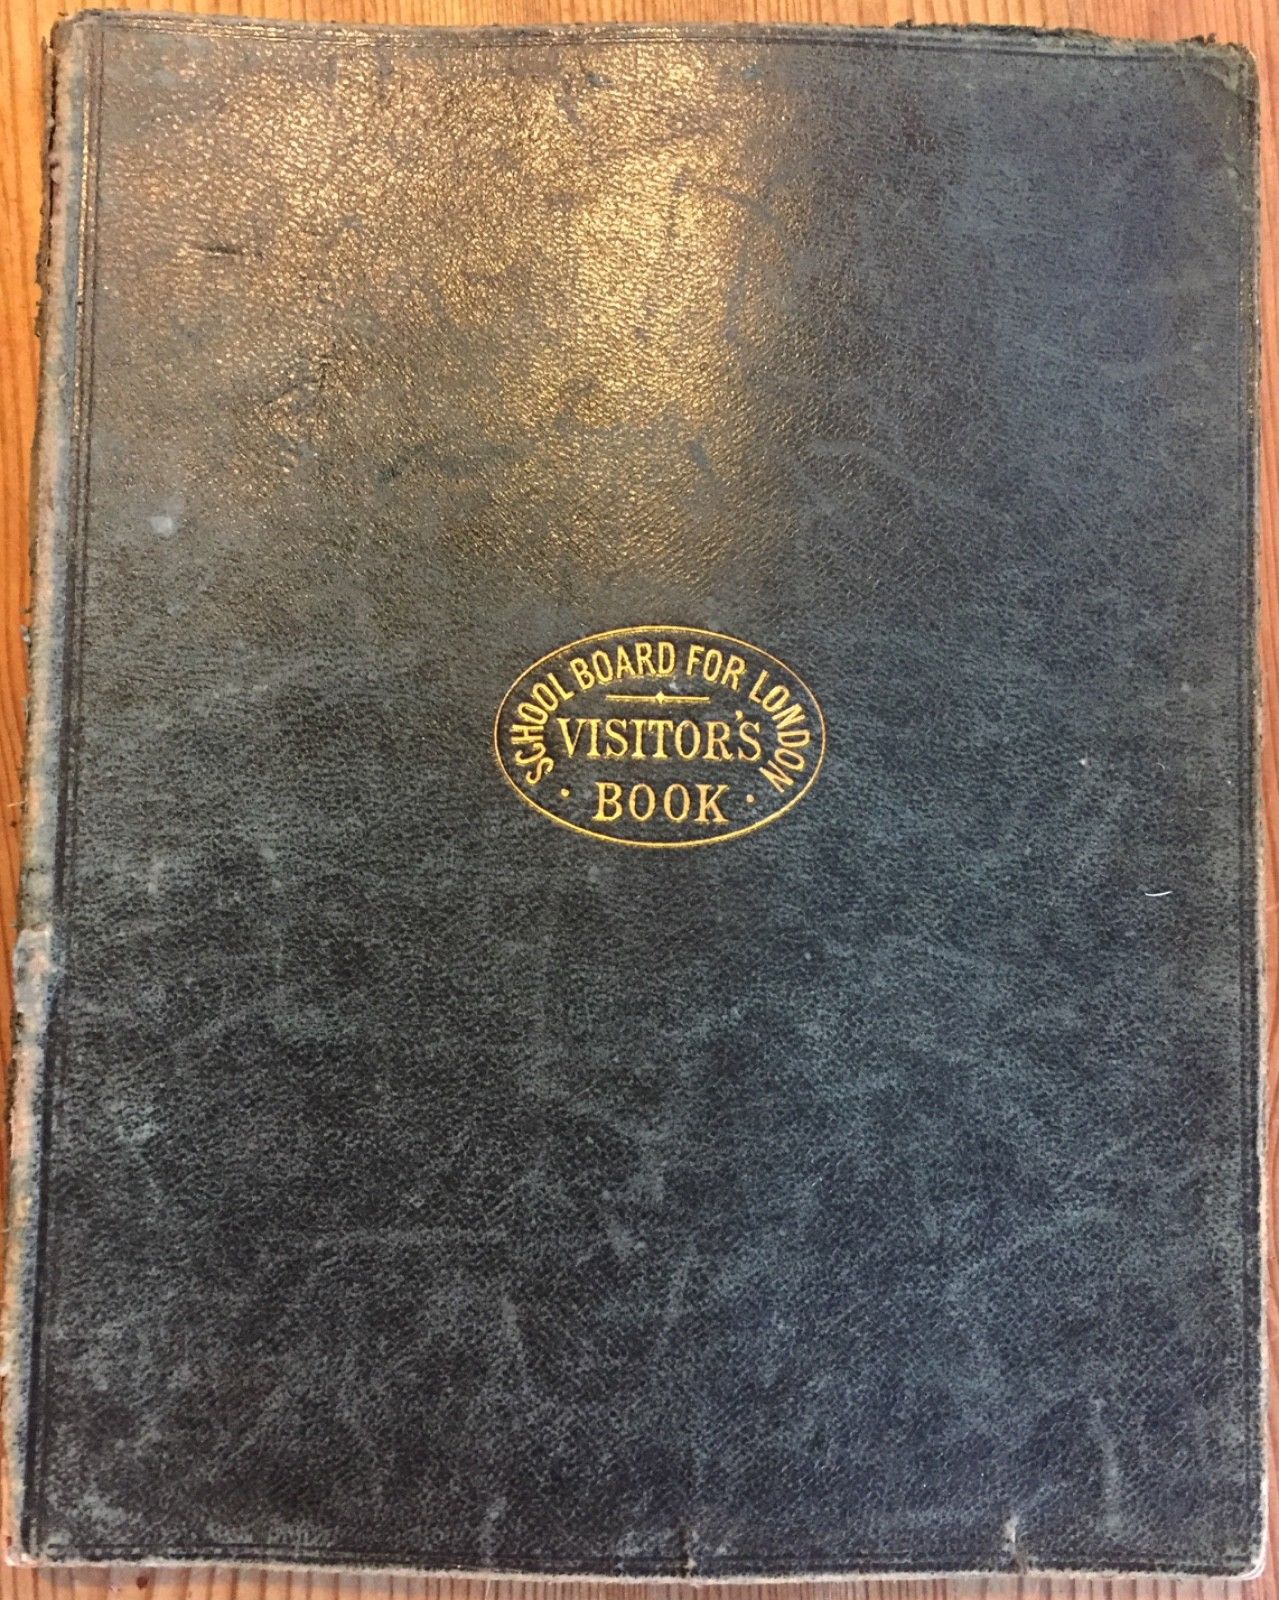 SCHOOL BOARD FOR LONDON
VISITOR'S
· BOOK ·